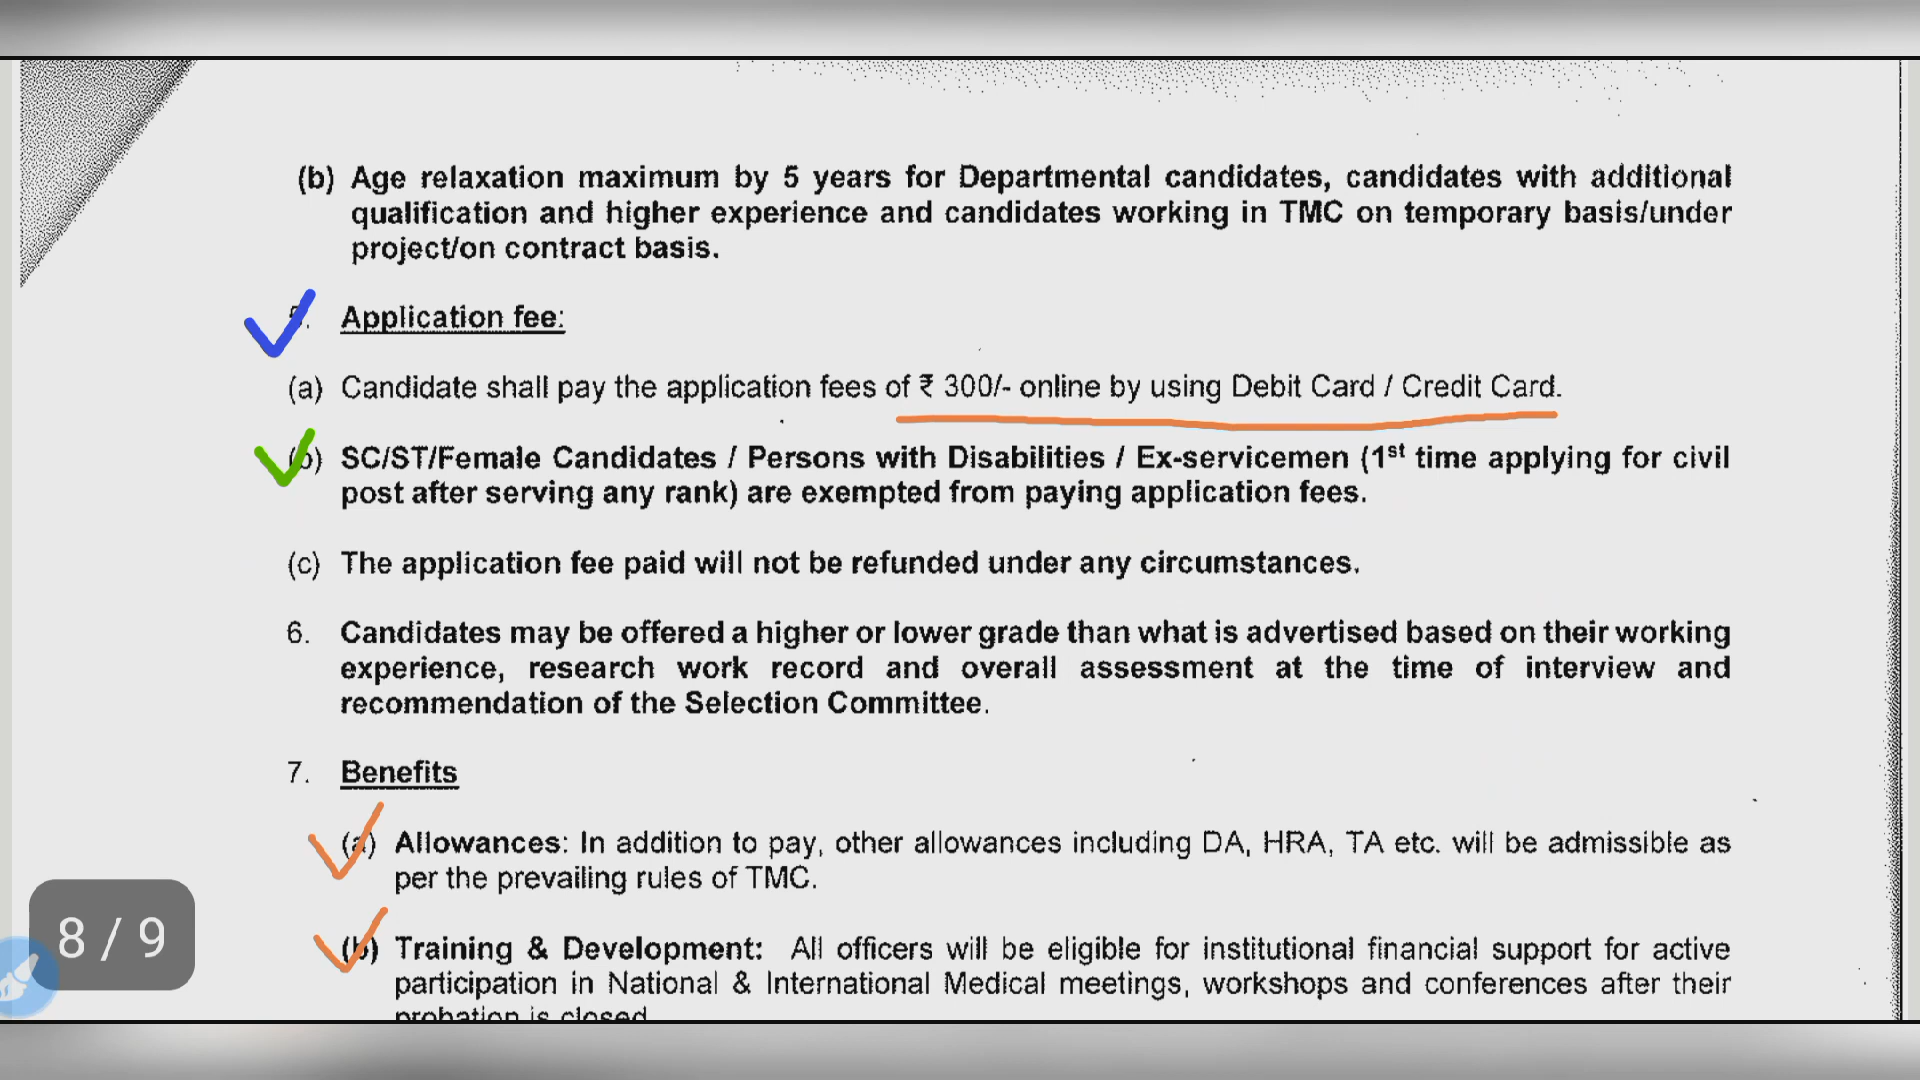 (b) Age relaxation maximum by 5 years for Departmental candidates, candidates with additional
qualification and higher experience and candidates working in TMC on temporary basis/under
project/on contract basis.
5. Application fee:
(a) Candidate shall pay the application fees of ₹ 300/- online by using Debit Card / Credit Card.
(b) SC/ST/Female Candidates / Persons with Disabilities / Ex-servicemen (1st time applying for civil
post after serving any rank) are exempted from paying application fees.
(c) The application fee paid will not be refunded under any circumstances.
6. Candidates may be offered a higher or lower grade than what is advertised based on their working
experience, research work record and overall assessment at the time of interview and
recommendation of the Selection Committee.
7. Benefits
(a) Allowances: In addition to pay, other allowances including DA, HRA, TA etc. will be admissible as
per the prevailing rules of TMC.
(b) Training & Development: All officers will be eligible for institutional financial support for active
participation in National & International Medical meetings, workshops and conferences after their
probation is closed
8 / 9